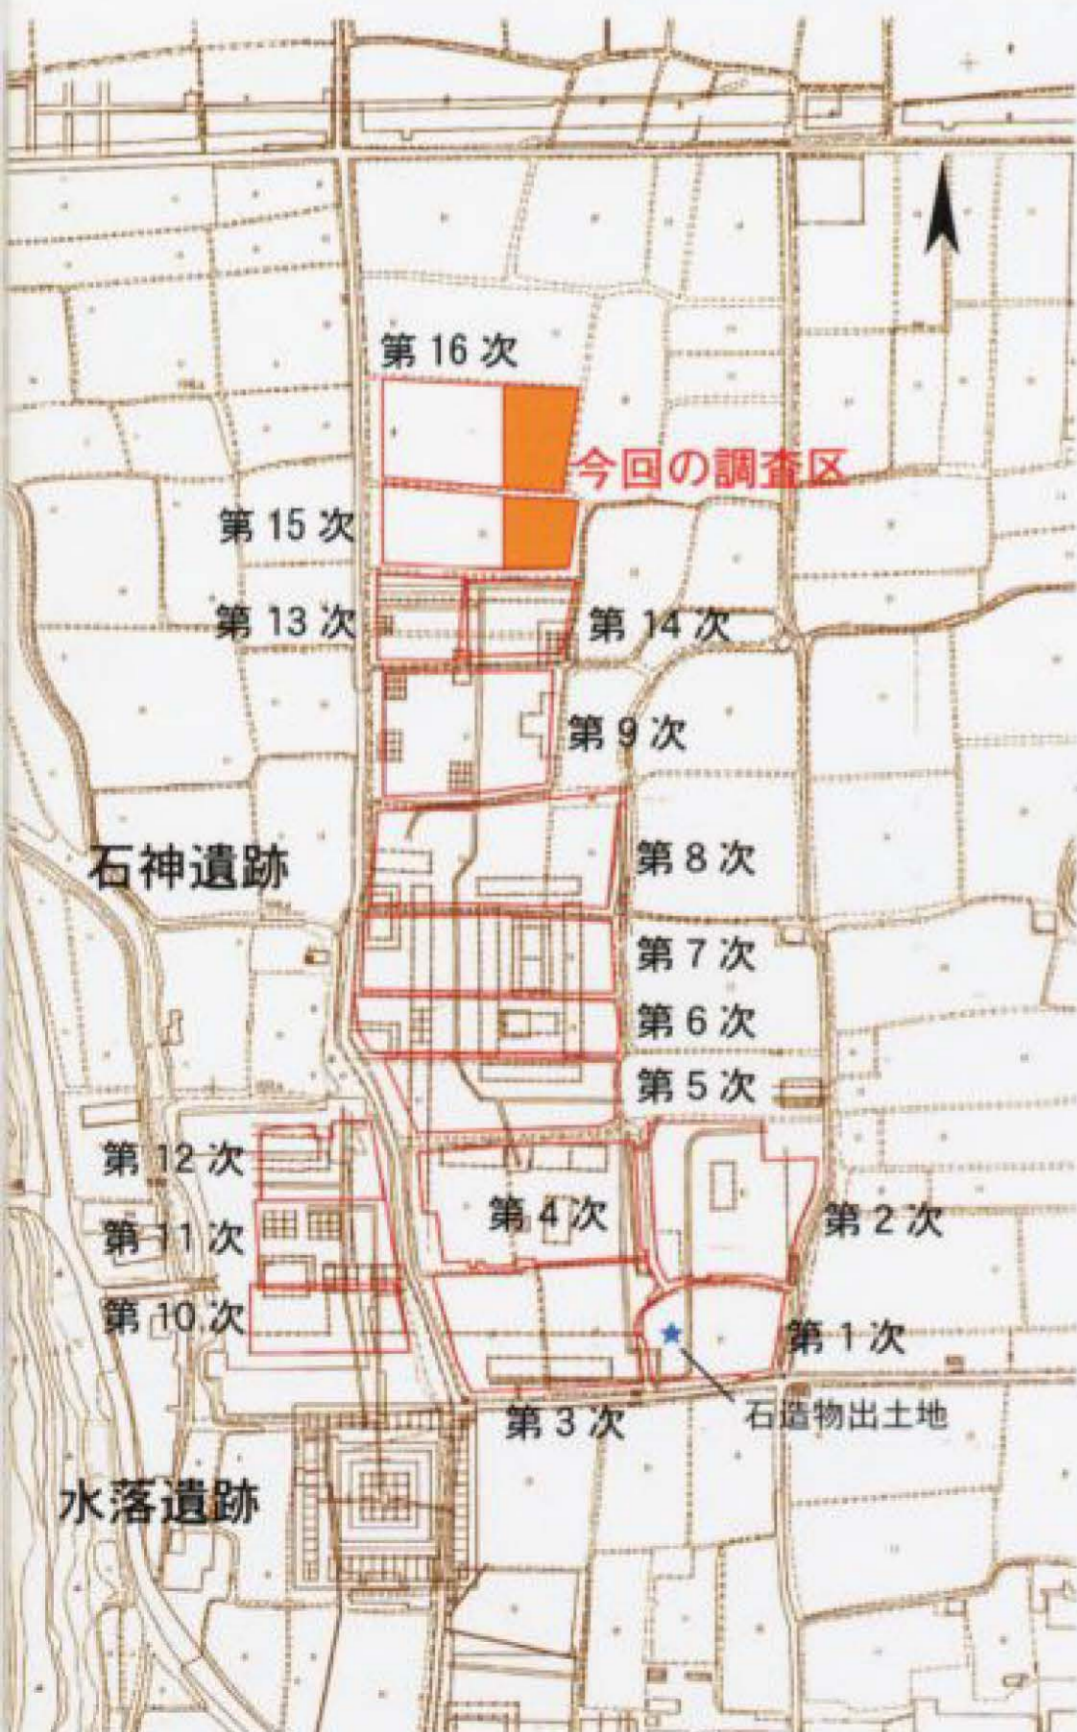 第16次
今回の調査区
第15次
第13次
第14次
第9次
石神遺跡
第8次
第7次
第6次
第5次
第12次
第4次
第2次
第11次
第10次
第1次
第3次
石造物出土地
水落遺跡